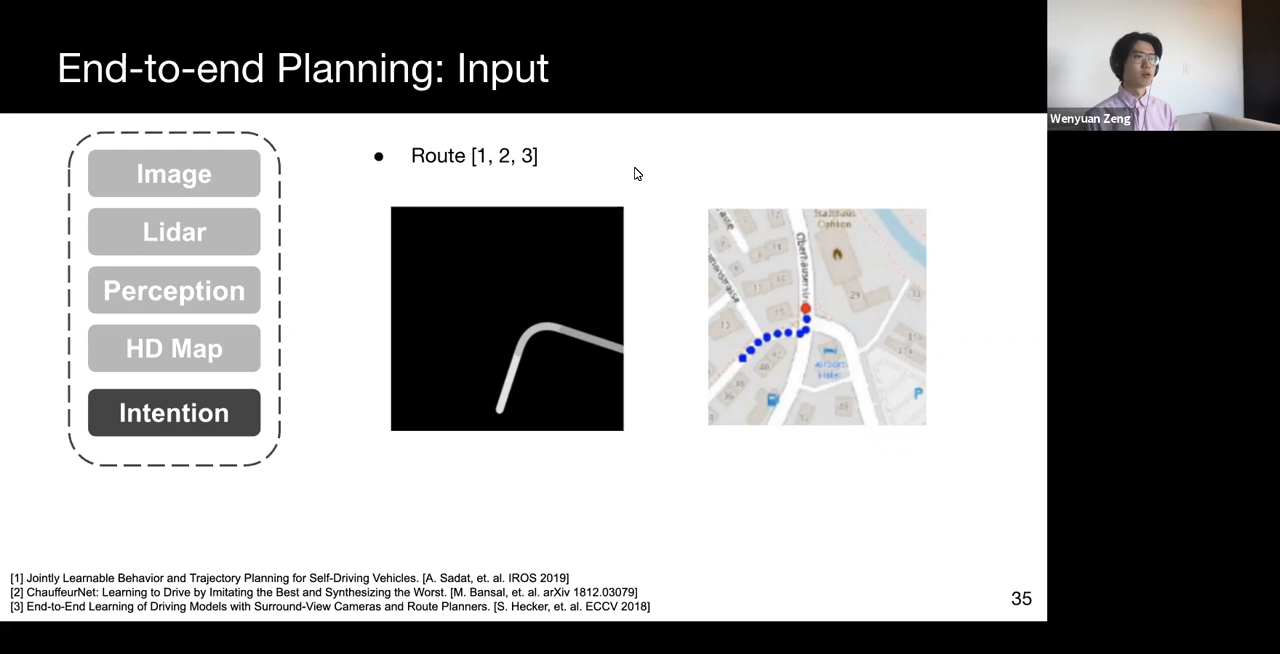 End-to-end Planning: Input
Wenyuan Zeng
Image
Lidar
Perception
HD Map
Intention
● Route [1, 2, 3]
29
P
[1] Jointly Learnable Behavior and Trajectory Planning for Self-Driving Vehicles. [A. Sadat, et. al. IROS 2019]
[2] ChauffeurNet: Learning to Drive by Imitating the Best and Synthesizing the Worst. [M. Bansal, et. al. arXiv 1812.03079]
[3] End-to-End Learning of Driving Models with Surround-View Cameras and Route Planners. [S. Hecker, et. al. ECCV 2018]
35